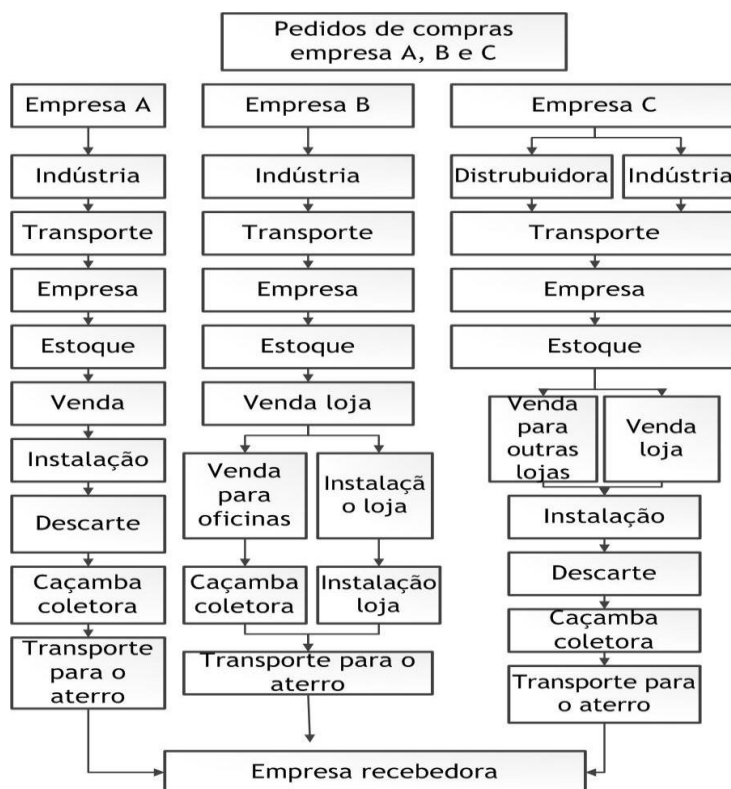 Pedidos de compras
empresa A, B e C
Empresa A
Indústria
Transporte
Empresa
Estoque
Venda
Instalação
Descarte
Caçamba
coletora
Transporte
para o
aterro
Empresa B
Indústria
Transporte
Empresa
Estoque
Venda loja
Venda
para
oficinas
Instalaçã
o loja
Caçamba
coletora
Instalação
loja
Transporte para o
aterro
Empresa C
Distrubuidora
Indústria
Transporte
Empresa
Estoque
Venda
para
outras
lojas
Venda
loja
Instalação
Descarte
Caçamba
coletora
Transporte para
o aterro
Empresa recebedora